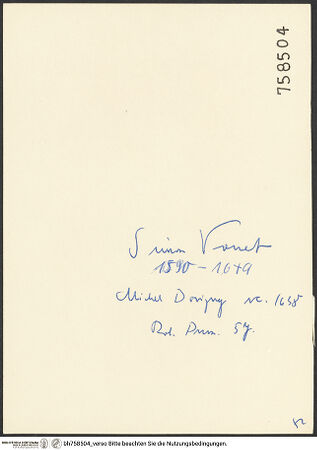 758504
Simon Vouet
1590 - 1649
Michel Dorigny sc. 1638
Rob. Dum. 57.
bh758504_verso Bitte beachten Sie die Nutzungsbedingungen.